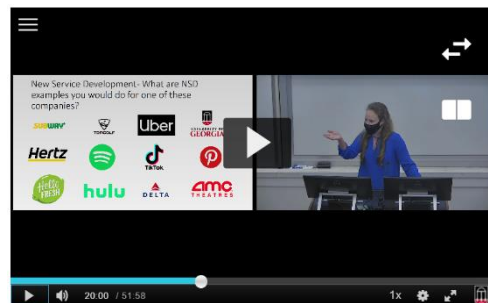 New Service Development- What are NSD
examples you would do for one of these
companies?
SUBWAY
TOPGOLF
Uber
UNIVERSITY OF
GEORGIA
Hertz
TikTok
HELLO
FRESH
hulu
DELTA
amc
THEATRES
20:00 / 51:58
1x